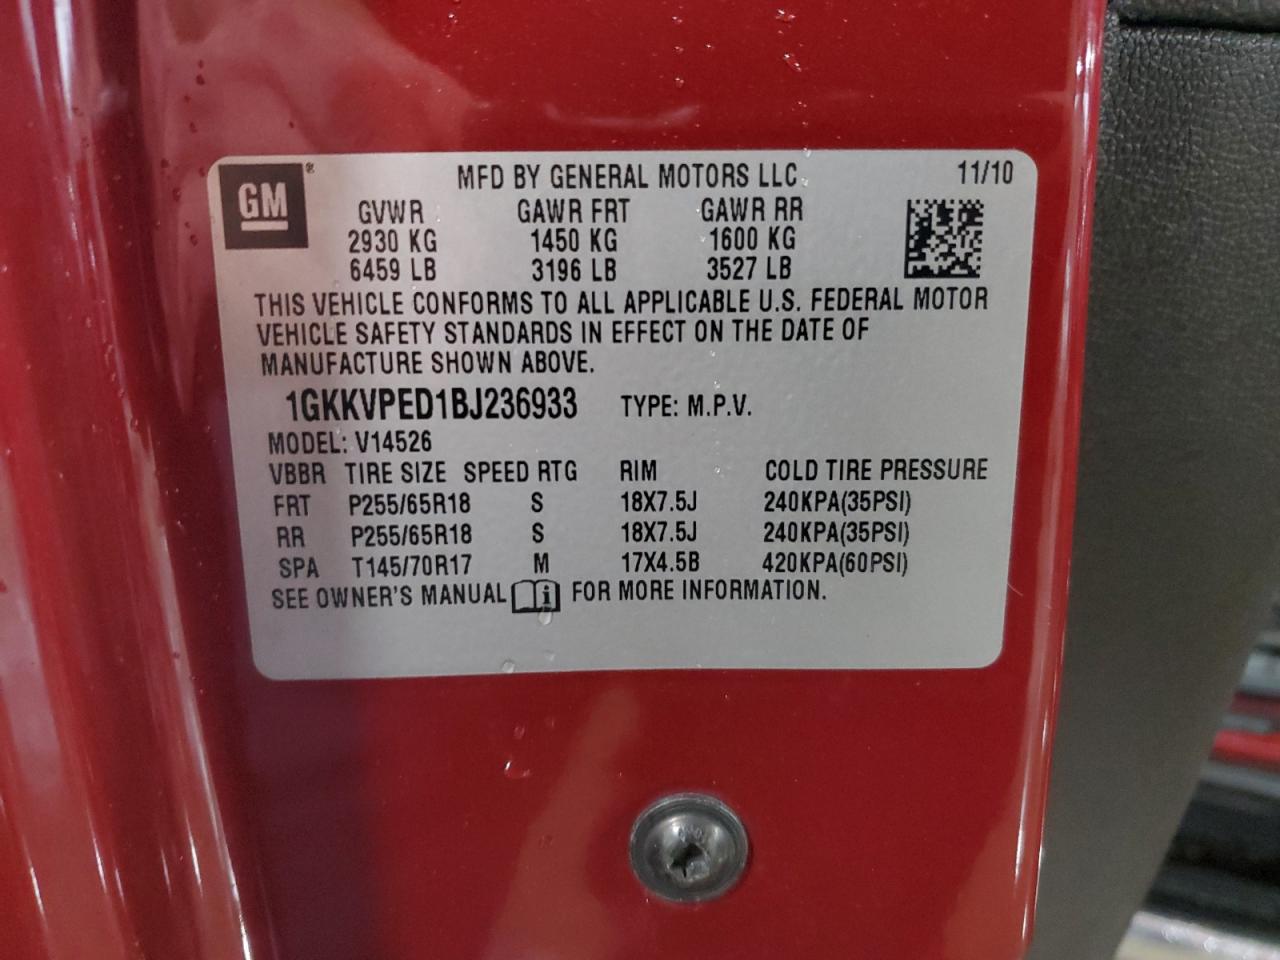 GM ® MFD BY GENERAL MOTORS LLC 11/10
GVWR GAWR FRT GAWR RR
2930 KG 1450 KG 1600 KG
6459 LB 3196 LB 3527 LB
THIS VEHICLE CONFORMS TO ALL APPLICABLE U.S. FEDERAL MOTOR
VEHICLE SAFETY STANDARDS IN EFFECT ON THE DATE OF
MANUFACTURE SHOWN ABOVE.
1GKKVPED1BJ236933 TYPE: M.P.V.
MODEL: V14526
VBBR TIRE SIZE SPEED RTG RIM COLD TIRE PRESSURE
FRT P255/65R18 S 18X7.5J 240KPA(35PSI)
RR P255/65R18 S 18X7.5J 240KPA(35PSI)
SPA T145/70R17 M 17X4.5B 420KPA(60PSI)
SEE OWNER'S MANUAL i FOR MORE INFORMATION.